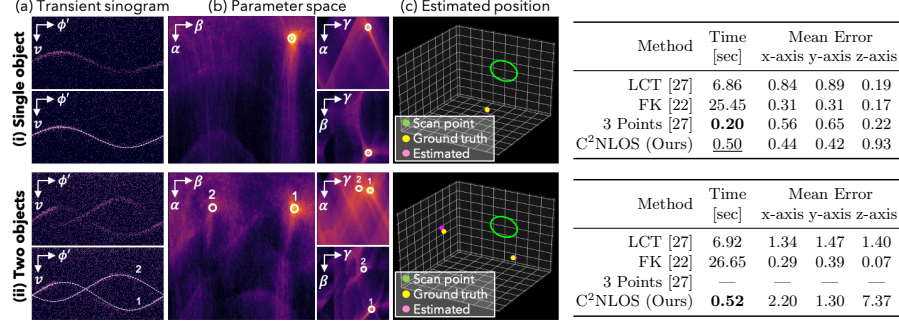 (a) Transient sinogram (b) Parameter space (c) Estimated position
(i) Single object
ϕ′
v
ϕ′
v
β
α
γ
α
γ
β
Scan point
Ground truth
Estimated
(ii) Two objects
ϕ′
v
ϕ′
v
2
1
β
α
2
1
γ
α
2
1
γ
β
2
1
Scan point
Ground truth
Estimated
Method Time Mean Error
[sec] x-axis y-axis z-axis
LCT [27] 6.86 0.84 0.89 0.19
FK [22] 25.45 0.31 0.31 0.17
3 Points [27] 0.20 0.56 0.65 0.22
C²NLOS (Ours) 0.50 0.44 0.42 0.93
Method Time Mean Error
[sec] x-axis y-axis z-axis
LCT [27] 6.92 1.34 1.47 1.40
FK [22] 26.65 0.29 0.39 0.07
3 Points [27] — — — —
C²NLOS (Ours) 0.52 2.20 1.30 7.37